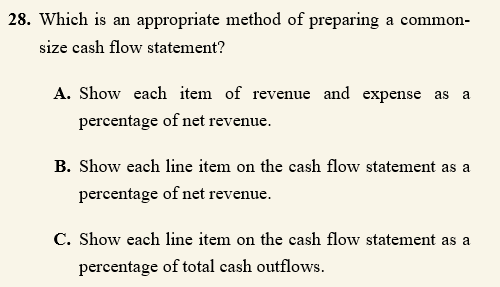 28. Which is an appropriate method of preparing a common-
size cash flow statement?
A. Show each item of revenue and expense as a
percentage of net revenue.
B. Show each line item on the cash flow statement as a
percentage of net revenue.
C. Show each line item on the cash flow statement as a
percentage of total cash outflows.